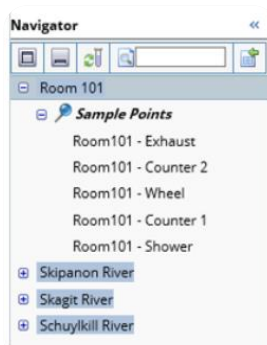 Navigator
Room 101
Sample Points
Room101 - Exhaust
Room101 - Counter 2
Room101 - Wheel
Room101 - Counter 1
Room101 - Shower
Skipanon River
Skagit River
Schuylkill River